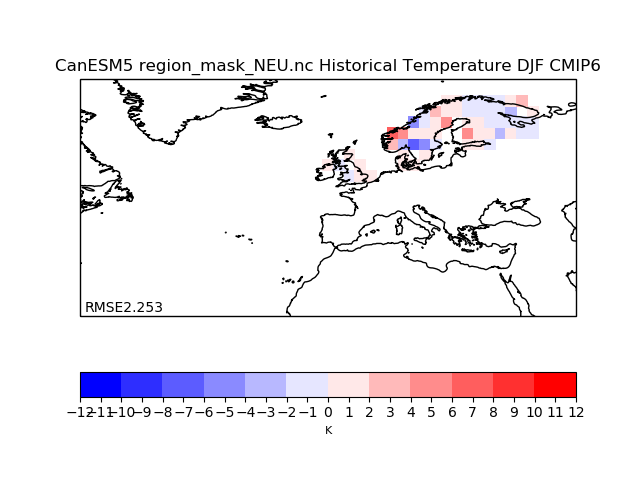 CanESM5 region_mask_NEU.nc Historical Temperature DJF CMIP6
RMSE2.253
−12−11−10 −9 −8 −7 −6 −5 −4 −3 −2 −1 0 1 2 3 4 5 6 7 8 9 10 11 12
K